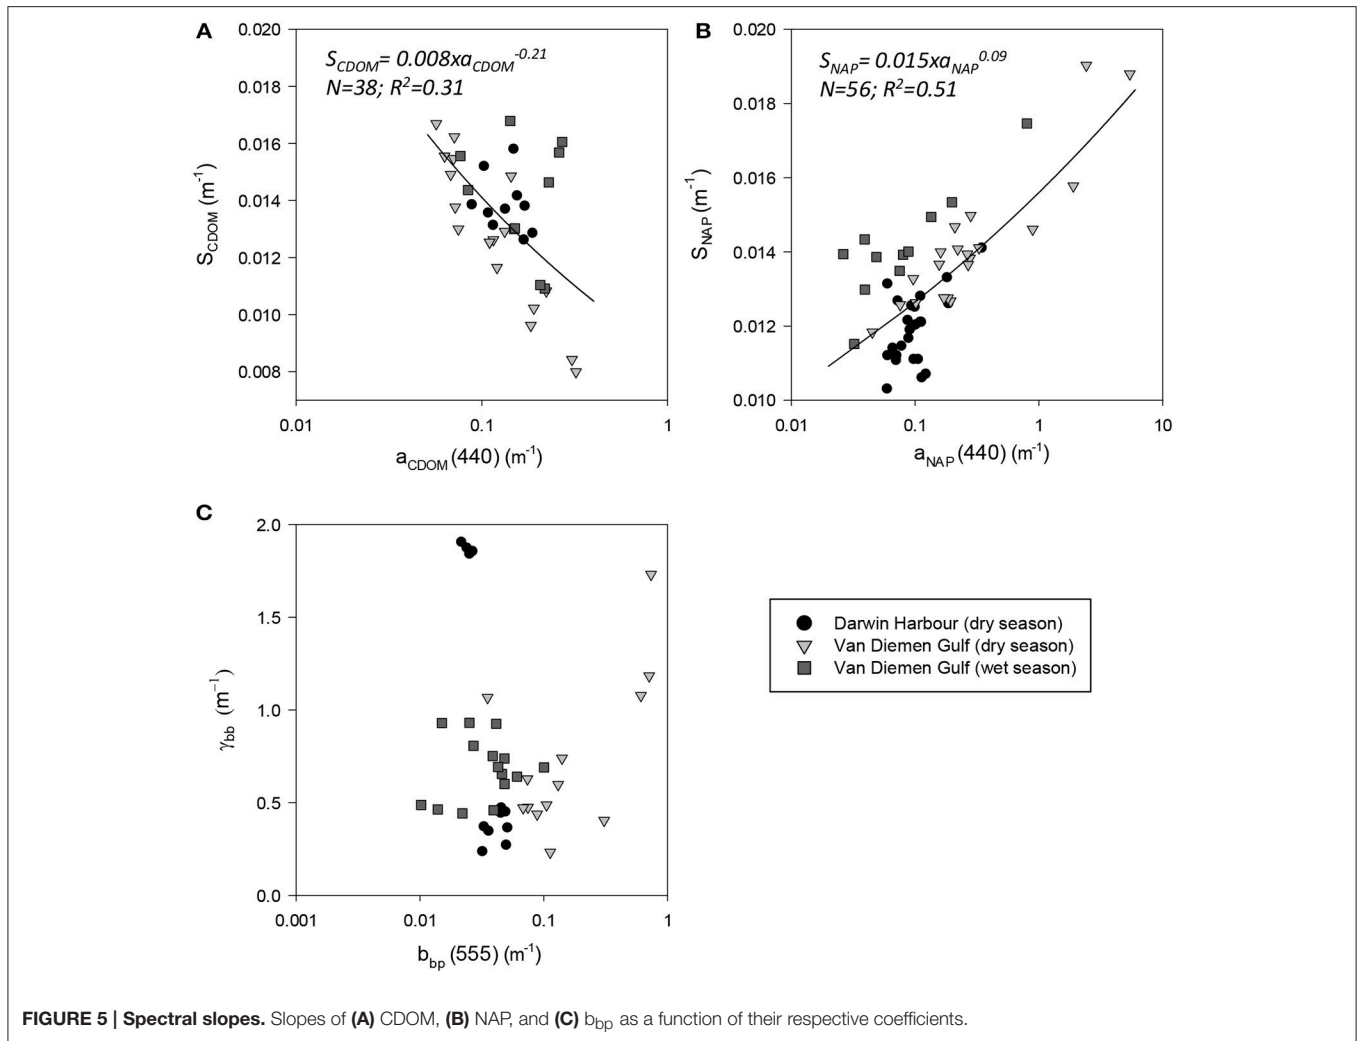 A
S_CDOM= 0.008xa_CDOM^-0.21
N=38; R²=0.31
0.020
0.018
0.016
0.014
0.012
0.010
0.008
S_CDOM (m⁻¹)
0.01 0.1 1
a_CDOM (440) (m⁻¹)
B
S_NAP= 0.015xa_NAP^0.09
N=56; R²=0.51
0.020
0.018
0.016
0.014
0.012
0.010
S_NAP (m⁻¹)
0.01 0.1 1 10
a_NAP (440) (m⁻¹)
C
2.0
1.5
1.0
0.5
0.0
γ_bb (m⁻¹)
0.001 0.01 0.1 1
b_bp (555) (m⁻¹)
Darwin Harbour (dry season)
Van Diemen Gulf (dry season)
Van Diemen Gulf (wet season)
FIGURE 5 | Spectral slopes. Slopes of (A) CDOM, (B) NAP, and (C) b_bp as a function of their respective coefficients.